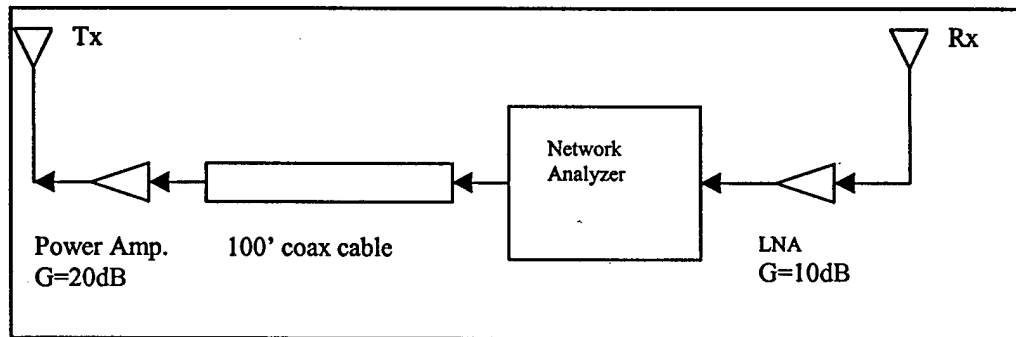 Tx
Rx
Network
Analyzer
Power Amp.
G=20dB
100' coax cable
LNA
G=10dB